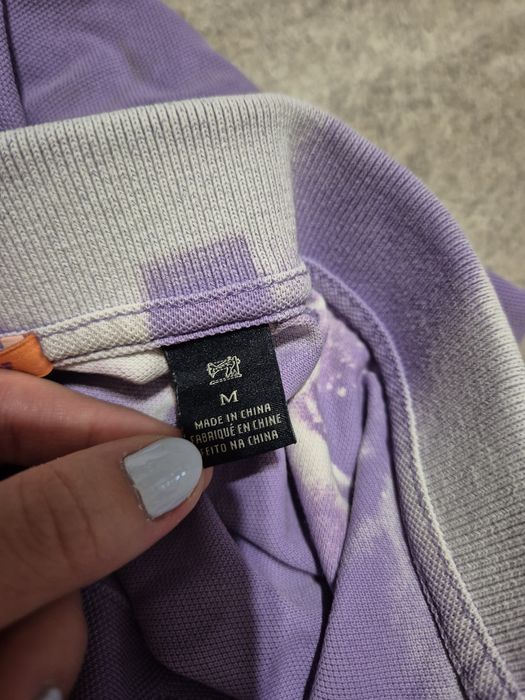 M
MADE IN CHINA
FABRIQUÉ EN CHINE
FEITO NA CHINA